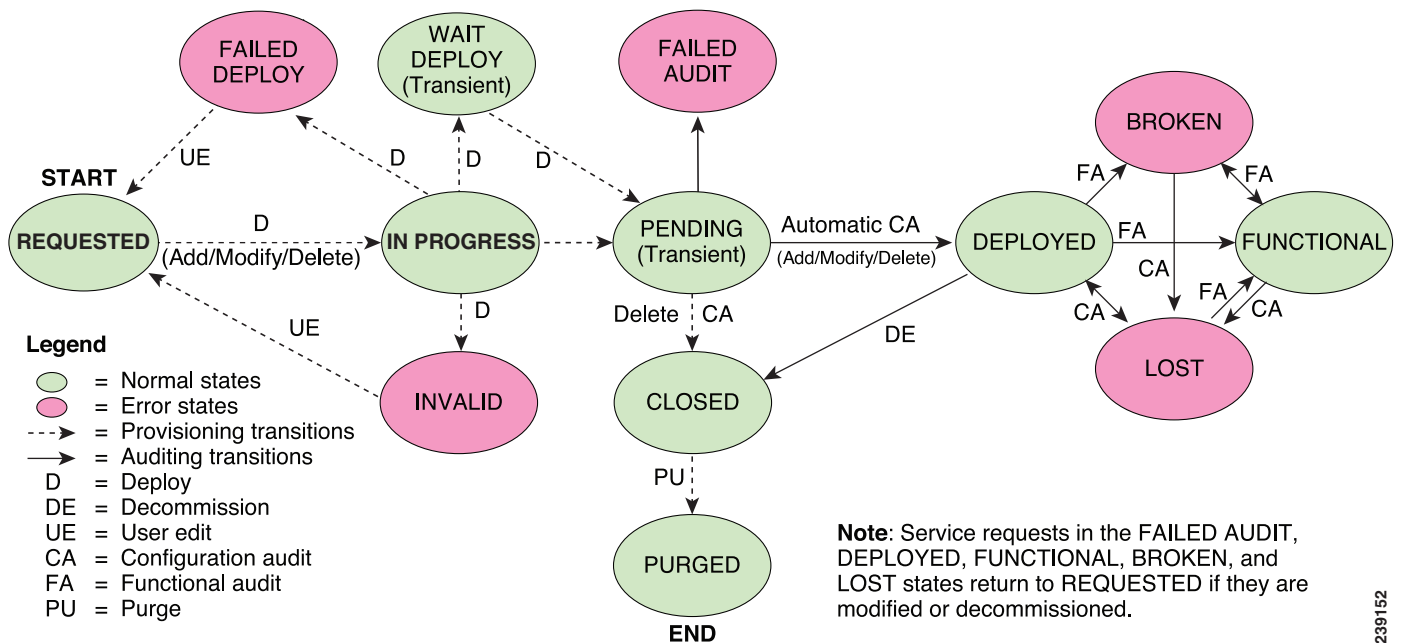 FAILED
DEPLOY
WAIT
DEPLOY
(Transient)
FAILED
AUDIT
BROKEN
UE
D
D
D
FA
FA
START
REQUESTED
D
(Add/Modify/Delete)
IN PROGRESS
PENDING
(Transient)
Automatic CA
(Add/Modify/Delete)
DEPLOYED
FA
FUNCTIONAL
CA
FA
CA
CA
UE
D
Delete
CA
DE
INVALID
CLOSED
LOST
PU
PURGED
END
Legend
= Normal states
= Error states
= Provisioning transitions
= Auditing transitions
D = Deploy
DE = Decommission
UE = User edit
CA = Configuration audit
FA = Functional audit
PU = Purge
Note: Service requests in the FAILED AUDIT,
DEPLOYED, FUNCTIONAL, BROKEN, and
LOST states return to REQUESTED if they are
modified or decommissioned.
239152